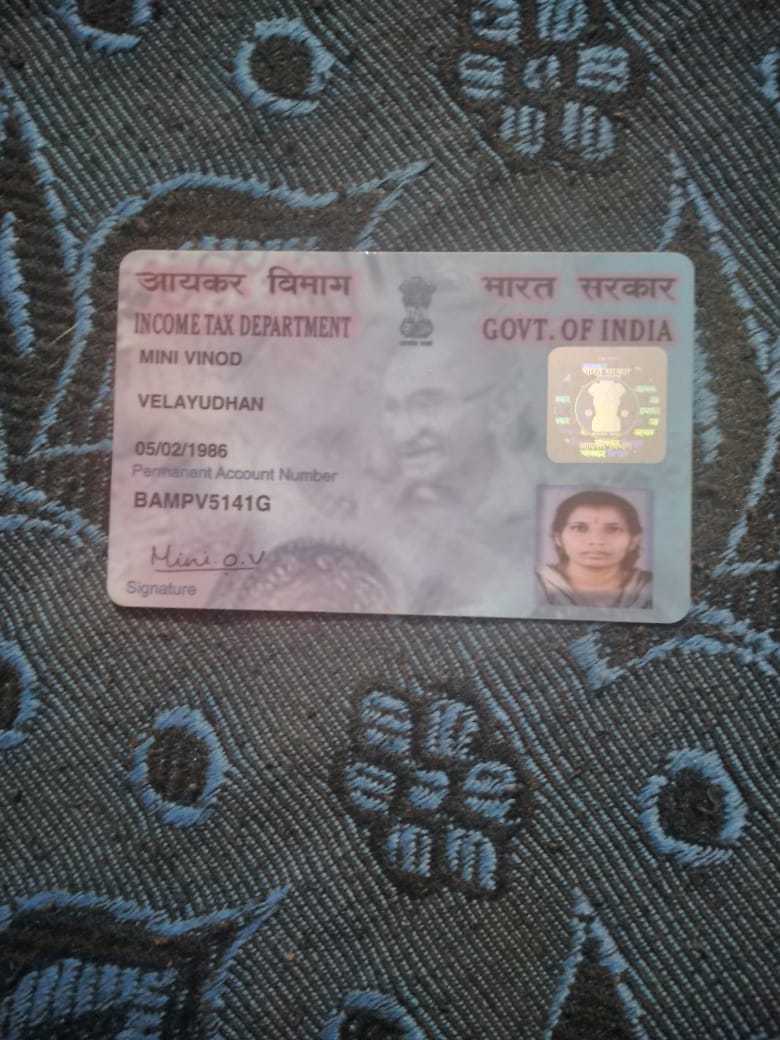 आयकर विभाग
INCOME TAX DEPARTMENT
भारत सरकार
GOVT. OF INDIA
MINI VINOD
VELAYUDHAN
05/02/1986
Permanent Account Number
BAMPV5141G
Mini.O.V
Signature